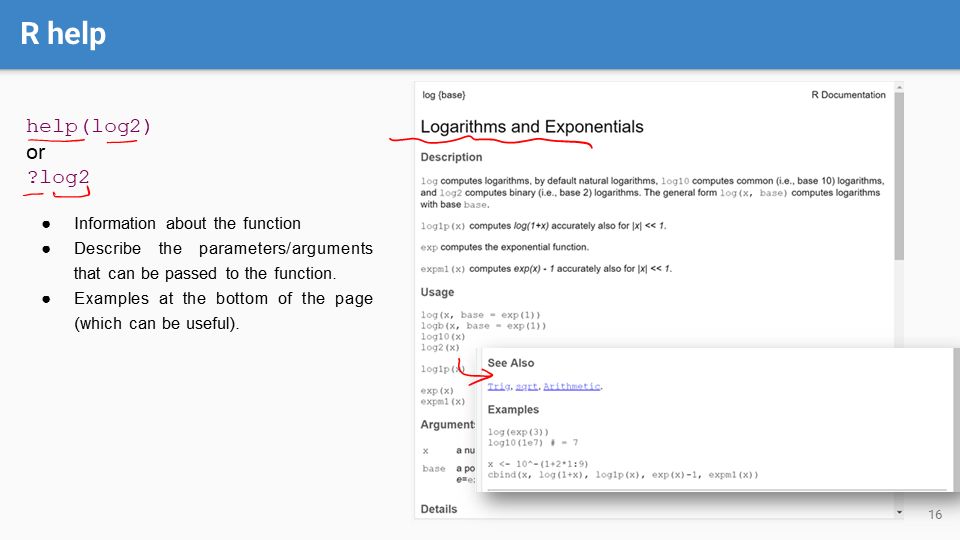 R help
help(log2)
or
?log2
● Information about the function
● Describe the parameters/arguments
that can be passed to the function.
● Examples at the bottom of the page
(which can be useful).
log {base}
R Documentation
Logarithms and Exponentials
Description
log computes logarithms, by default natural logarithms, log10 computes common (i.e., base 10) logarithms,
and log2 computes binary (i.e., base 2) logarithms. The general form log(x, base) computes logarithms
with base base.
log1p(x) computes log(1+x) accurately also for |x| << 1.
exp computes the exponential function.
expm1(x) computes exp(x) - 1 accurately also for |x| << 1.
Usage
log(x, base = exp(1))
logb(x, base = exp(1))
log10(x)
log2(x)
log1p(x)
exp(x)
expm1(x)
Arguments
x a nu
base a po
e=e
Details
See Also
Trig, sqrt, Arithmetic.
Examples
log(exp(3))
log10(1e7) # = 7
x <- 10^-(1+2*1:9)
cbind(x, log(1+x), log1p(x), exp(x)-1, expm1(x))
16